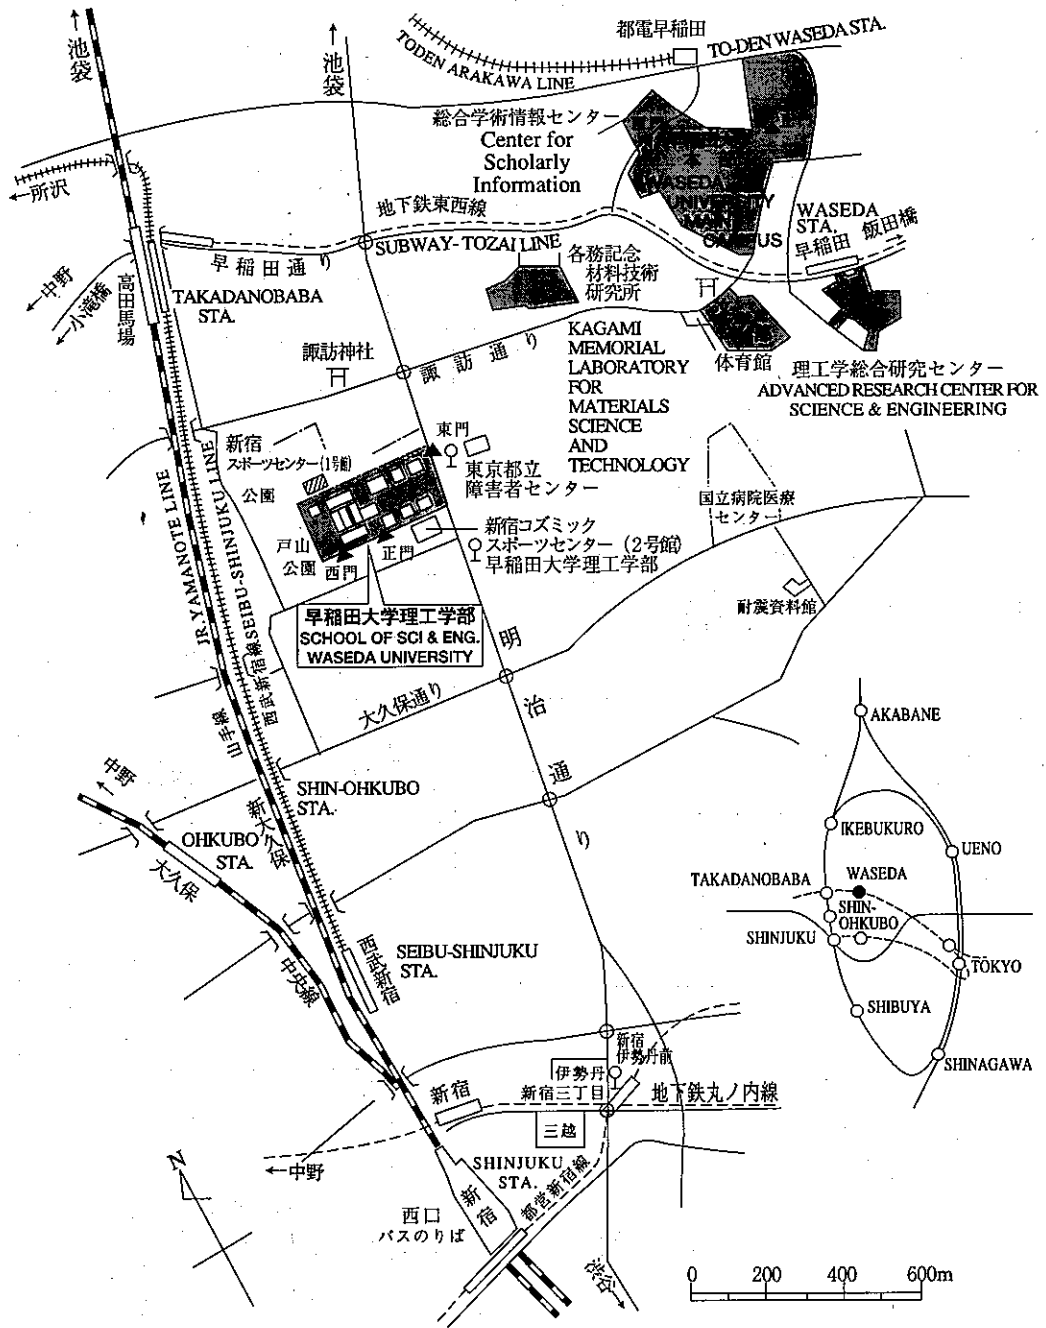 ←池袋
←池袋
都電早稲田
TO-DEN WASEDA STA.
TODEN ARAKAWA LINE
総合学術情報センター
Center for
Scholarly
Information
本
WASEDA
UNIVERSITY
MAIN
CAMPUS
←所沢
地下鉄東西線
SUBWAY-TOZAI LINE
早稲田通り
WASEDA
STA.
早稲田
飯田橋
←中野
←小滝橋
高田馬場
TAKADANOBABA
STA.
各務記念
材料技術
研究所
KAGAMI
MEMORIAL
LABORATORY
FOR
MATERIALS
SCIENCE
AND
TECHNOLOGY
体育館
理工学総合研究センター
ADVANCED RESEARCH CENTER FOR
SCIENCE & ENGINEERING
諏訪神社
諏訪通り
新宿
スポーツセンター(1号館)
公園
東門
東京都立
障害者センター
国立病院医療
センター
新宿コズミック
スポーツセンター (2号館)
早稲田大学理工学部
戸山
公園
西門
正門
耐震資料館
早稲田大学理工学部
SCHOOL OF SCI & ENG.
WASEDA UNIVERSITY
JR.YAMANOTE LINE
山手線
西武新宿線SEIBU-SHINJUKU LINE
大久保通り
明治通り
←中野
SHIN-OHKUBO
STA.
新大久保
OHKUBO
STA.
大久保
中央線
SEIBU-SHINJUKU
STA.
西武新宿
新宿
伊勢丹前
伊勢丹
新宿三丁目
地下鉄丸ノ内線
新宿
三越
←中野
SHINJUKU
STA.
新宿
都営新宿線
西口
バスのりば
渋谷
N
AKABANE
IKEBUKURO
UENO
TAKADANOBABA
WASEDA
SHIN-
OHKUBO
SHINJUKU
TOKYO
SHIBUYA
SHINAGAWA
0 200 400 600m